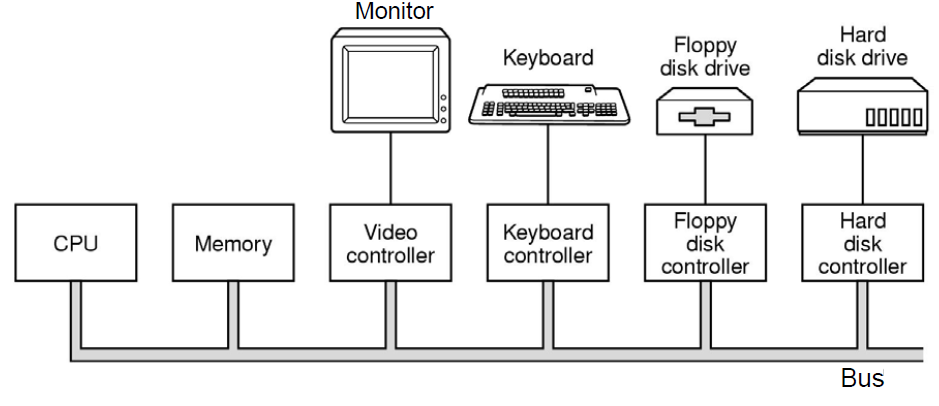 Monitor
Keyboard
Floppy
disk drive
Hard
disk drive
CPU
Memory
Video
controller
Keyboard
controller
Floppy
disk
controller
Hard
disk
controller
Bus